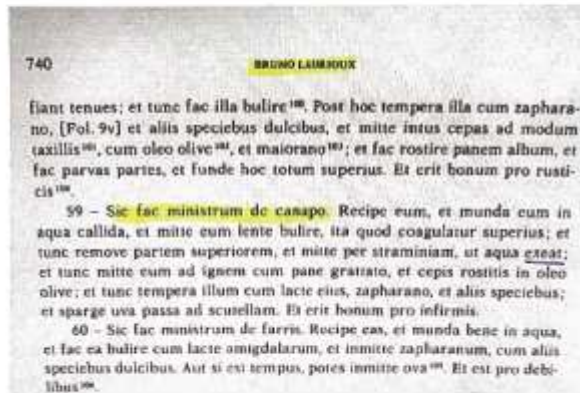 740
BRUNO LAURIOUX
fiant tenues; et tunc fac illa bulire¹⁰⁰. Post hoc tempera illa cum zaphara-
no, [Fol. 9v] et aliis speciebus dulcibus, et mitte intus cepas ad modum
taxillis¹⁰¹, cum oleo olive¹⁰², et maiorano¹⁰³; et fac rostire panem album, et
fac parvas partes, et funde hoc totum superius. Et erit bonum pro rusti-
cis¹⁰⁴.
59 – Sic fac ministrum de canapo. Recipe eum, et munda eum in
aqua callida, et mitte eum lente bulire, ita quod coagulatur superius; et
tunc remove partem superiorem, et mitte per straminiam, ut aqua exeat;
et tunc mitte eum ad ignem cum pane gratato, et cepis rostitis in oleo
olive; et tunc tempera illum cum lacte eius, zaphrano, et aliis speciebus;
et sparge uva passa ad scutellam. Et erit bonum pro infirmis.
60 – Sic fac ministrum de farris. Recipe eas, et munda bene in aqua,
et fac ea bulire cum lacte amigdalarum, et inmitte zapharanum, cum aliis
speciebus dulcibus. Aut si est tempus, potes inmitte ova. Et est pro debi-
libus.